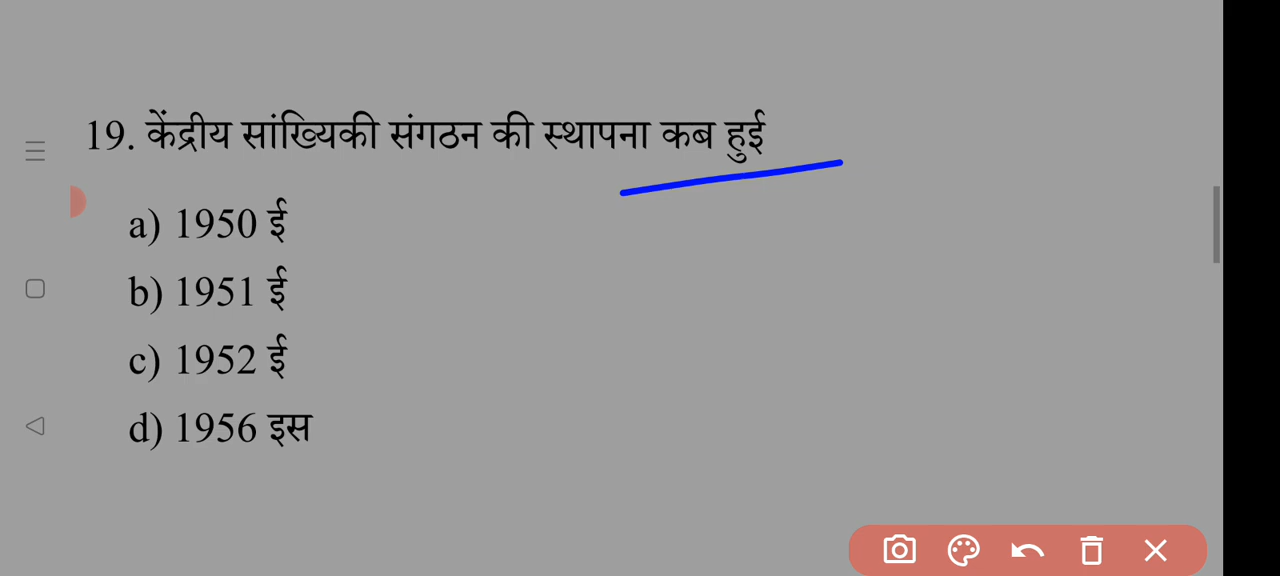 19. केंद्रीय सांख्यिकी संगठन की स्थापना कब हुई
a) 1950 ई
b) 1951 ई
c) 1952 ई
d) 1956 इस